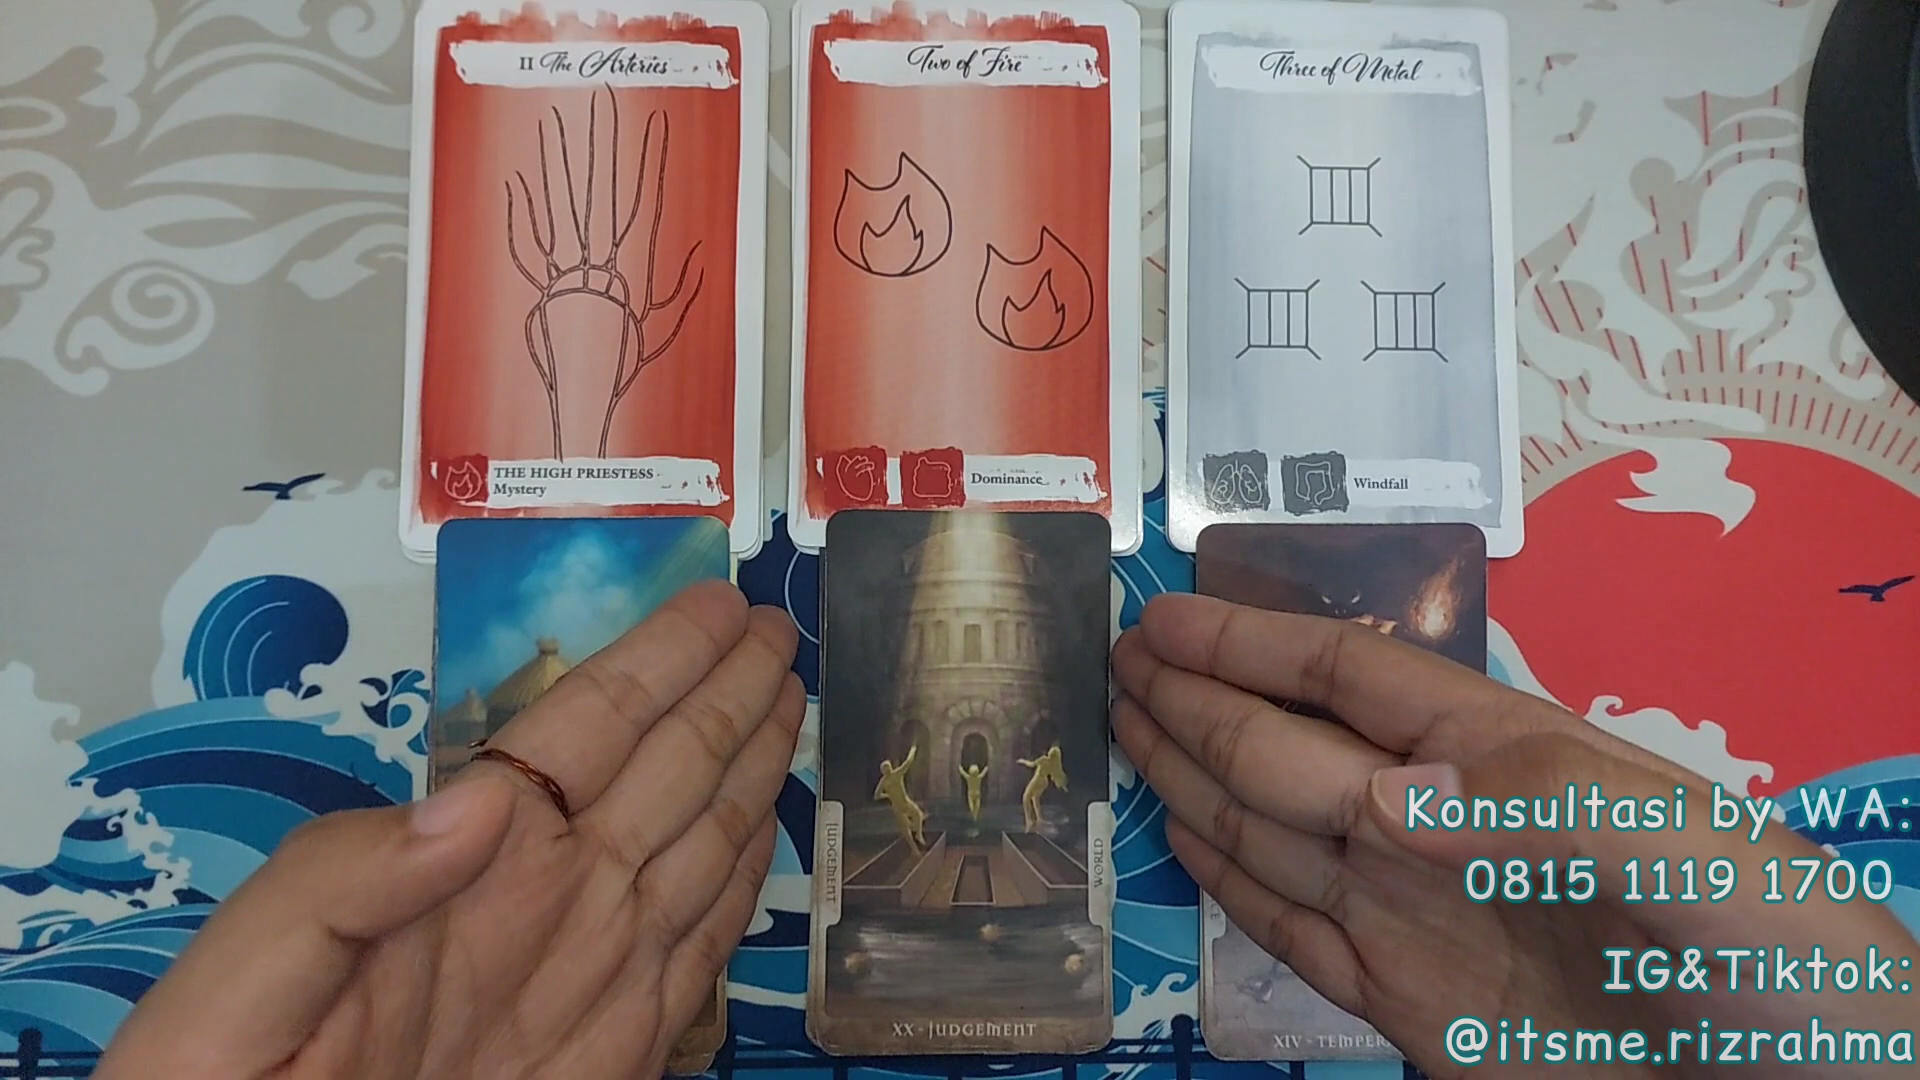 II The Arteries
THE HIGH PRIESTESS
Mystery
Two of Fire
Dominance
Three of Metal
Windfall
JUDGEMENT
WORLD
XX - JUDGEMENT
XIV -
Konsultasi by WA:
0815 1119 1700
IG&Tiktok:
@itsme.rizrahma